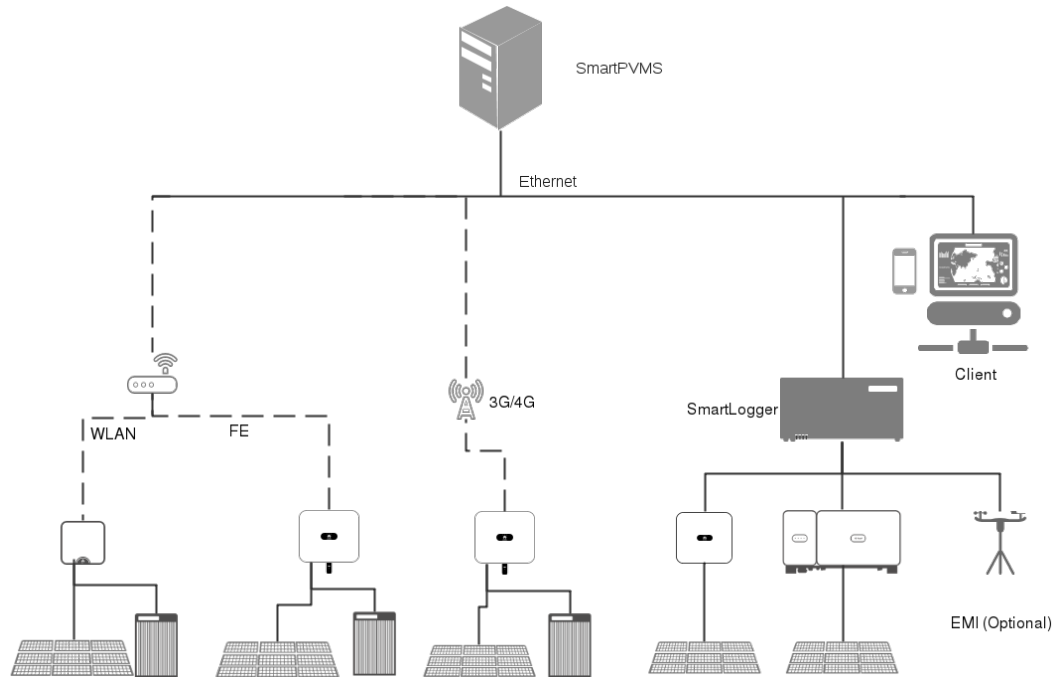 SmartPVMS
Ethernet
Client
3G/4G
SmartLogger
WLAN
FE
EMI (Optional)